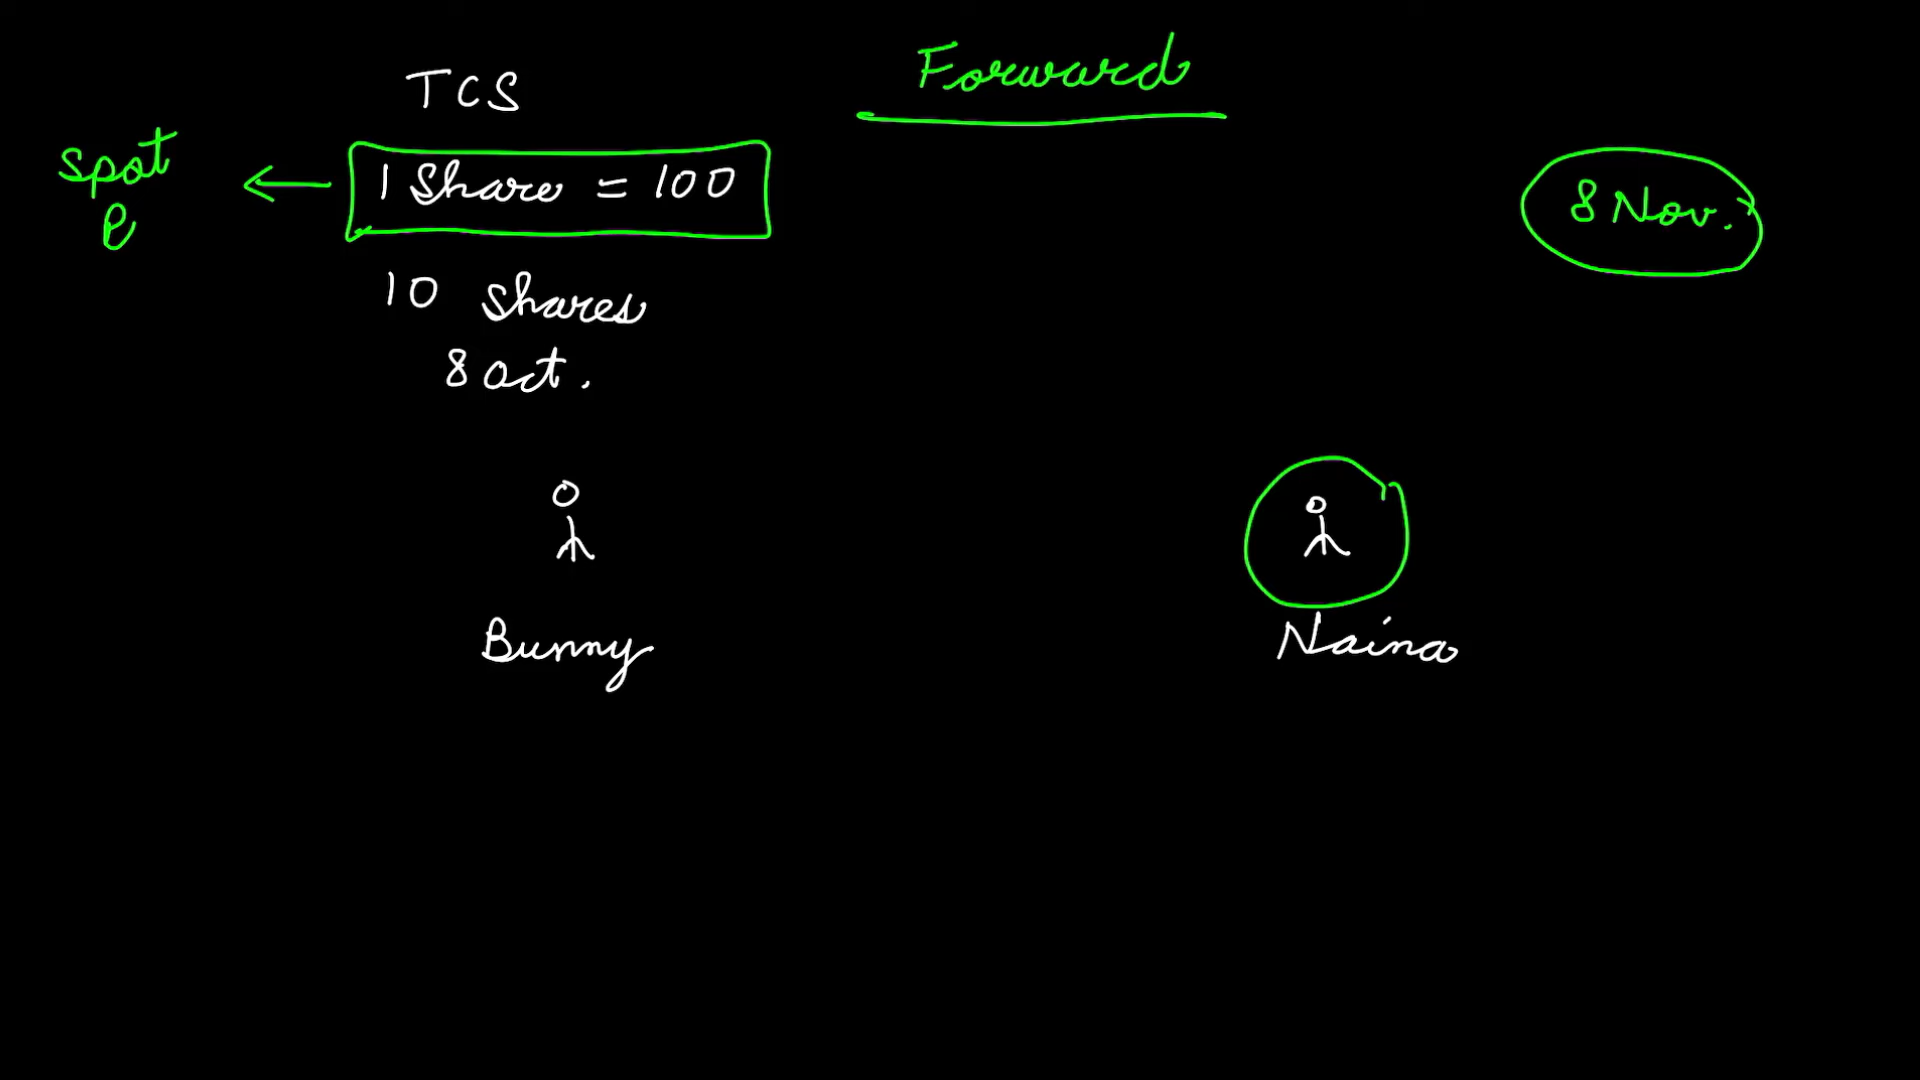 Forward
TCS
1 Share = 100
Spot
P
8 Nov.
10 Shares
8 Oct.
Bunny
Naina